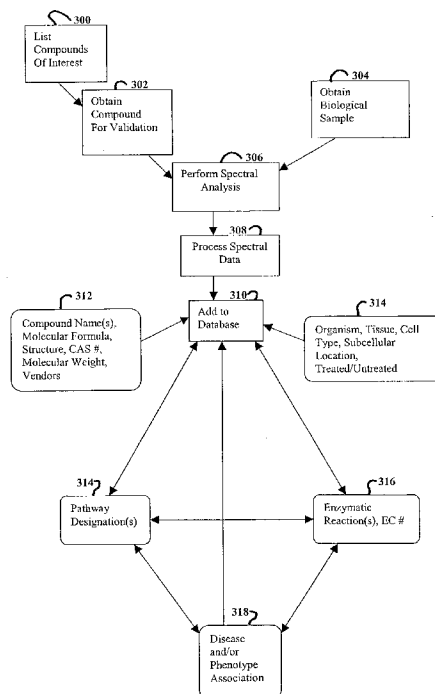 300
List
Compounds
Of Interest
302
Obtain
Compound
For Validation
304
Obtain
Biological
Sample
306
Perform Spectral
Analysis
308
Process Spectral
Data
310
Add to
Database
312
Compound Name(s),
Molecular Formula,
Structure, CAS #,
Molecular Weight,
Vendors
314
Organism, Tissue, Cell
Type, Subcellular
Location,
Treated/Untreated
314
Pathway
Designation(s)
316
Enzymatic
Reaction(s), EC #
318
Disease
and/or
Phenotype
Association